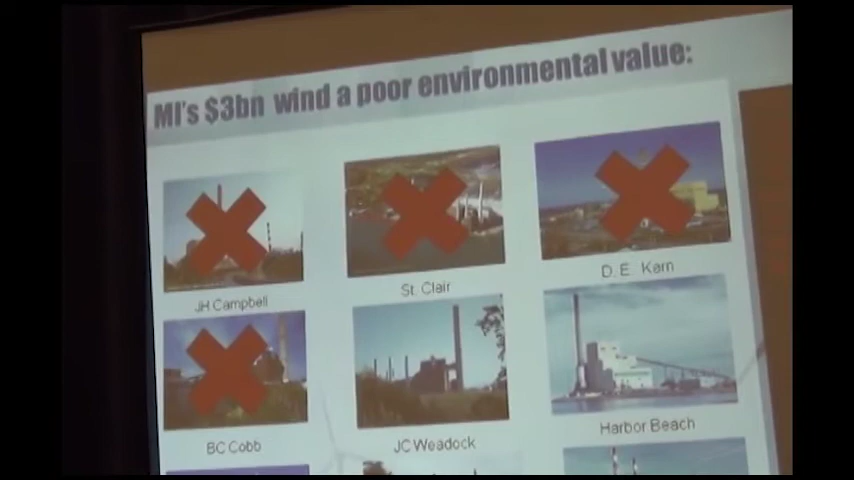 MI's $3bn wind a poor environmental value:
JH Campbell
St. Clair
D. E. Karn
BC Cobb
JC Weadock
Harbor Beach